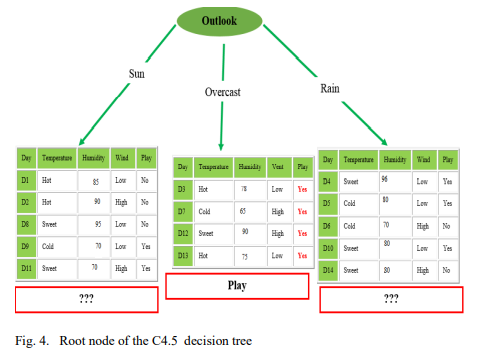 Outlook
Sun
Overcast
Rain
Day Temperature Humidity Wind Play
D1 Hot 85 Low No
D2 Hot 90 High No
D8 Sweet 95 Low No
D9 Cold 70 Low Yes
D11 Sweet 70 High Yes
???
Day Temperature Humidity Vent Play
D3 Hot 78 Low Yes
D7 Cold 65 High Yes
D12 Sweet 90 High Yes
D13 Hot 75 Low Yes
Play
Day Temperature Humidity Wind Play
D4 Sweet 96 Low Yes
D5 Cold 80 Low Yes
D6 Cold 70 High No
D10 Sweet 80 Low Yes
D14 Sweet 80 High No
???
Fig. 4. Root node of the C4.5 decision tree